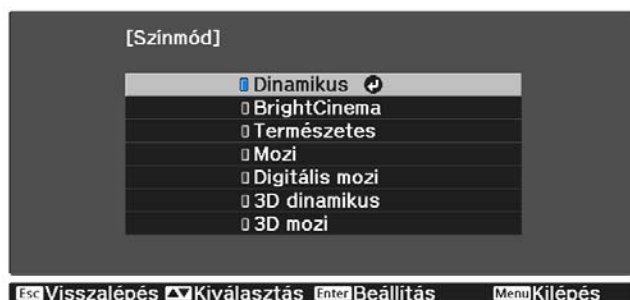 [Színmód]
Dinamikus
BrightCinema
Természetes
Mozi
Digitális mozi
3D dinamikus
3D mozi
Esc Visszalépés Kiválasztás Enter Beállítás Menu Kilépés